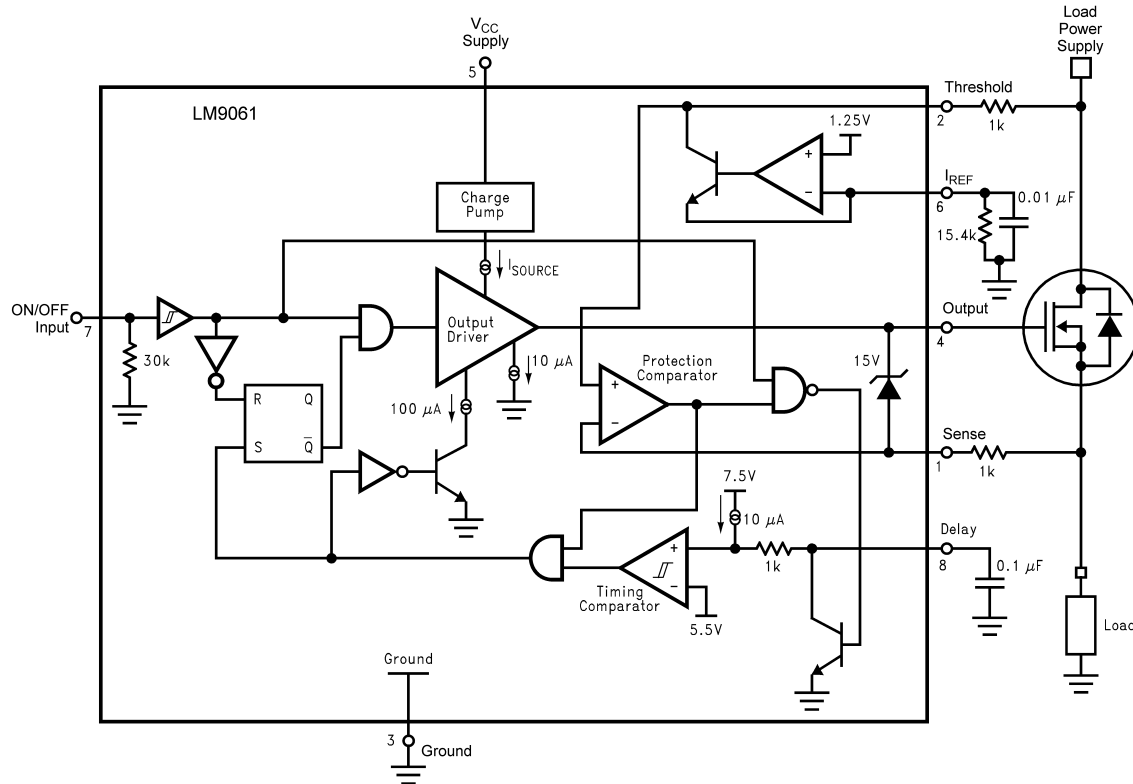 V_CC
Supply
5
Load
Power
Supply
LM9061
Threshold
2
1k
1.25V
+
−
Charge
Pump
I_REF
6
0.01 μF
15.4k
I_SOURCE
ON/OFF
Input
7
30k
Output
Driver
10 μA
Output
4
15V
Protection
Comparator
+
−
R
Q
S
Q̅
100 μA
Sense
1
1k
7.5V
10 μA
Delay
8
0.1 μF
+
−
1k
Timing
Comparator
5.5V
Load
Ground
3
Ground